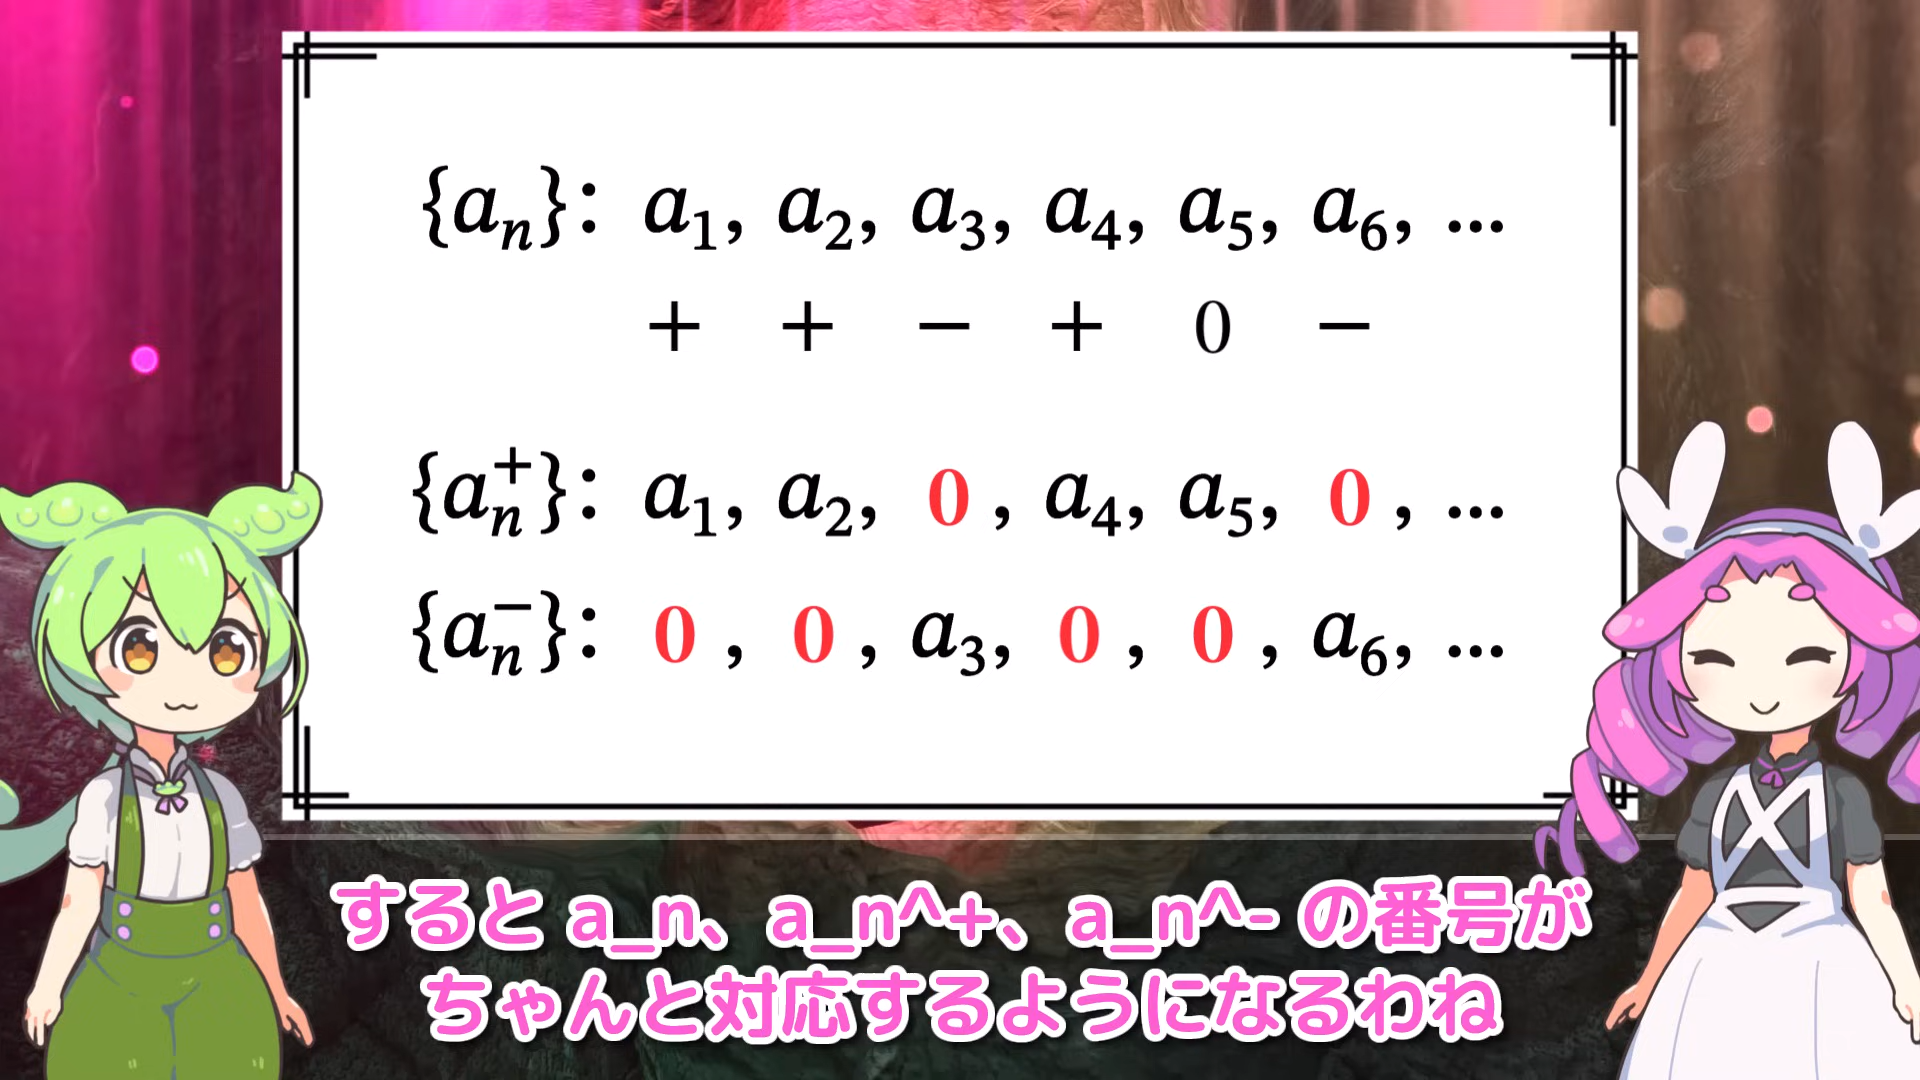 {aₙ}: a₁, a₂, a₃, a₄, a₅, a₆, ...
+ + − + 0 −
{aₙ⁺}: a₁, a₂, 0 , a₄, a₅, 0 , ...
{aₙ⁻}: 0 , 0 , a₃, 0 , 0 , a₆, ...
すると a_n、a_n^+、a_n^- の番号が
ちゃんと対応するようになるわね